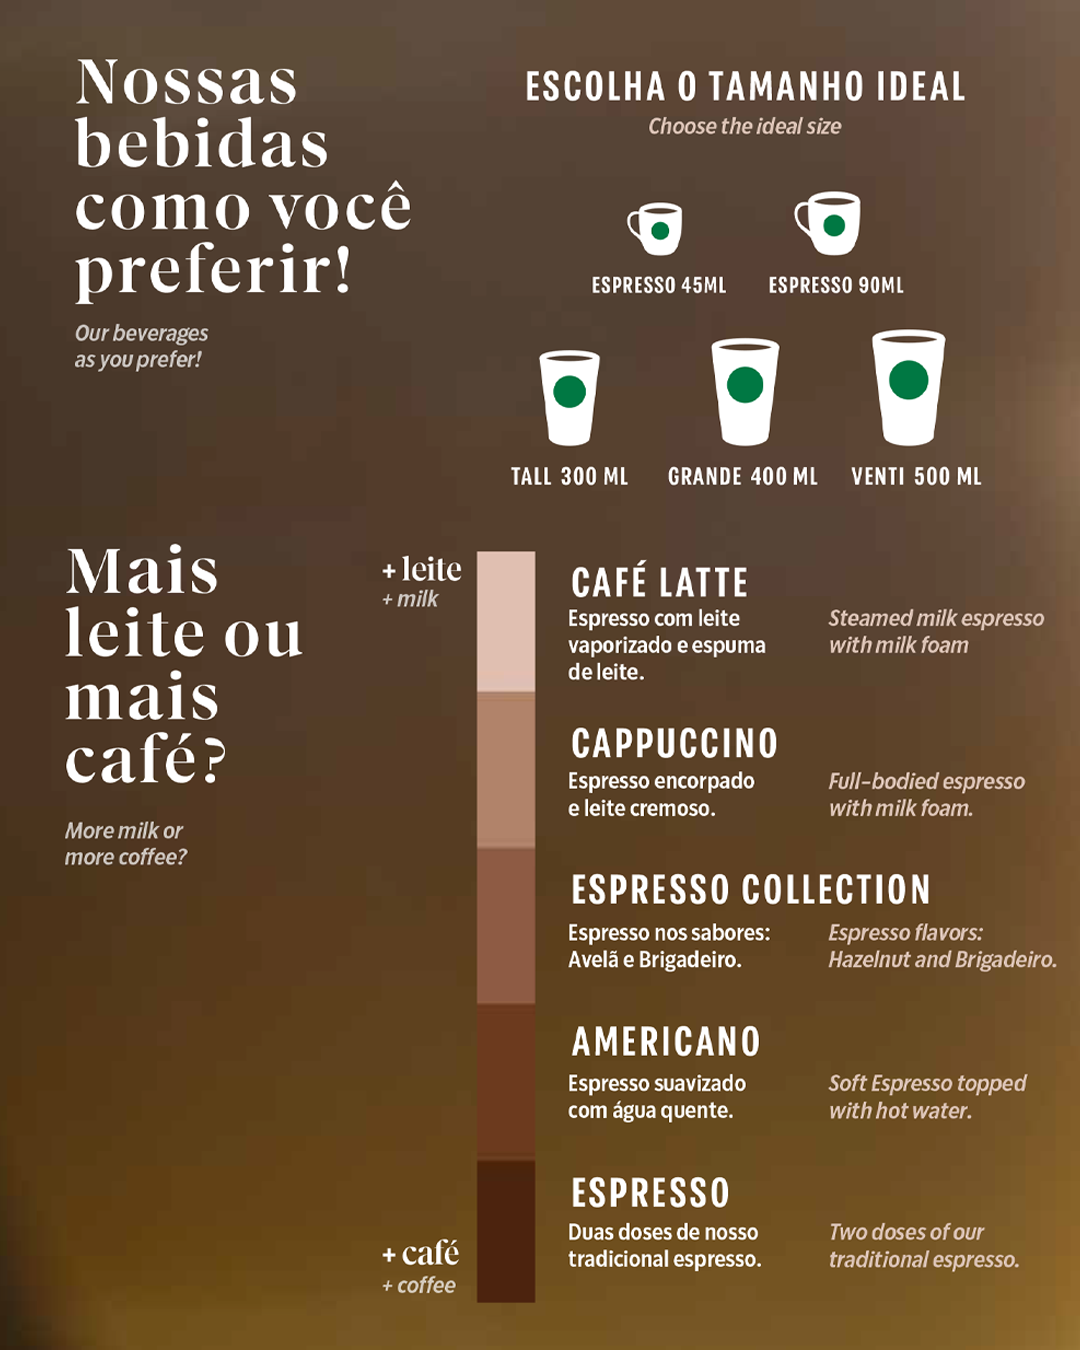 Nossas
bebidas
como você
preferir!
Our beverages
as you prefer!
ESCOLHA O TAMANHO IDEAL
Choose the ideal size
ESPRESSO 45ML
ESPRESSO 90ML
TALL 300 ML
GRANDE 400 ML
VENTI 500 ML
Mais
leite ou
mais
café?
More milk or
more coffee?
+ leite
+ milk
CAFÉ LATTE
Espresso com leite
vaporizado e espuma
de leite.
Steamed milk espresso
with milk foam
CAPPUCCINO
Espresso encorpado
e leite cremoso.
Full-bodied espresso
with milk foam.
ESPRESSO COLLECTION
Espresso nos sabores:
Avelã e Brigadeiro.
Espresso flavors:
Hazelnut and Brigadeiro.
AMERICANO
Espresso suavizado
com água quente.
Soft Espresso topped
with hot water.
ESPRESSO
Duas doses de nosso
tradicional espresso.
Two doses of our
traditional espresso.
+ café
+ coffee